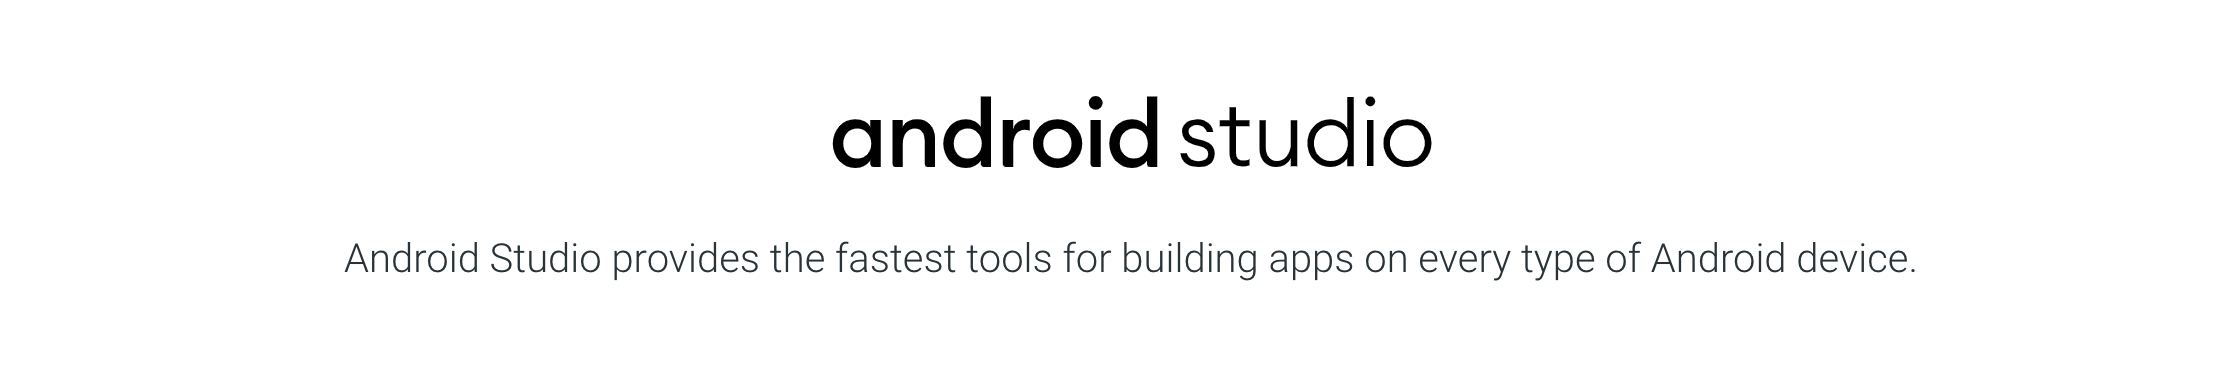 android studio
Android Studio provides the fastest tools for building apps on every type of Android device.